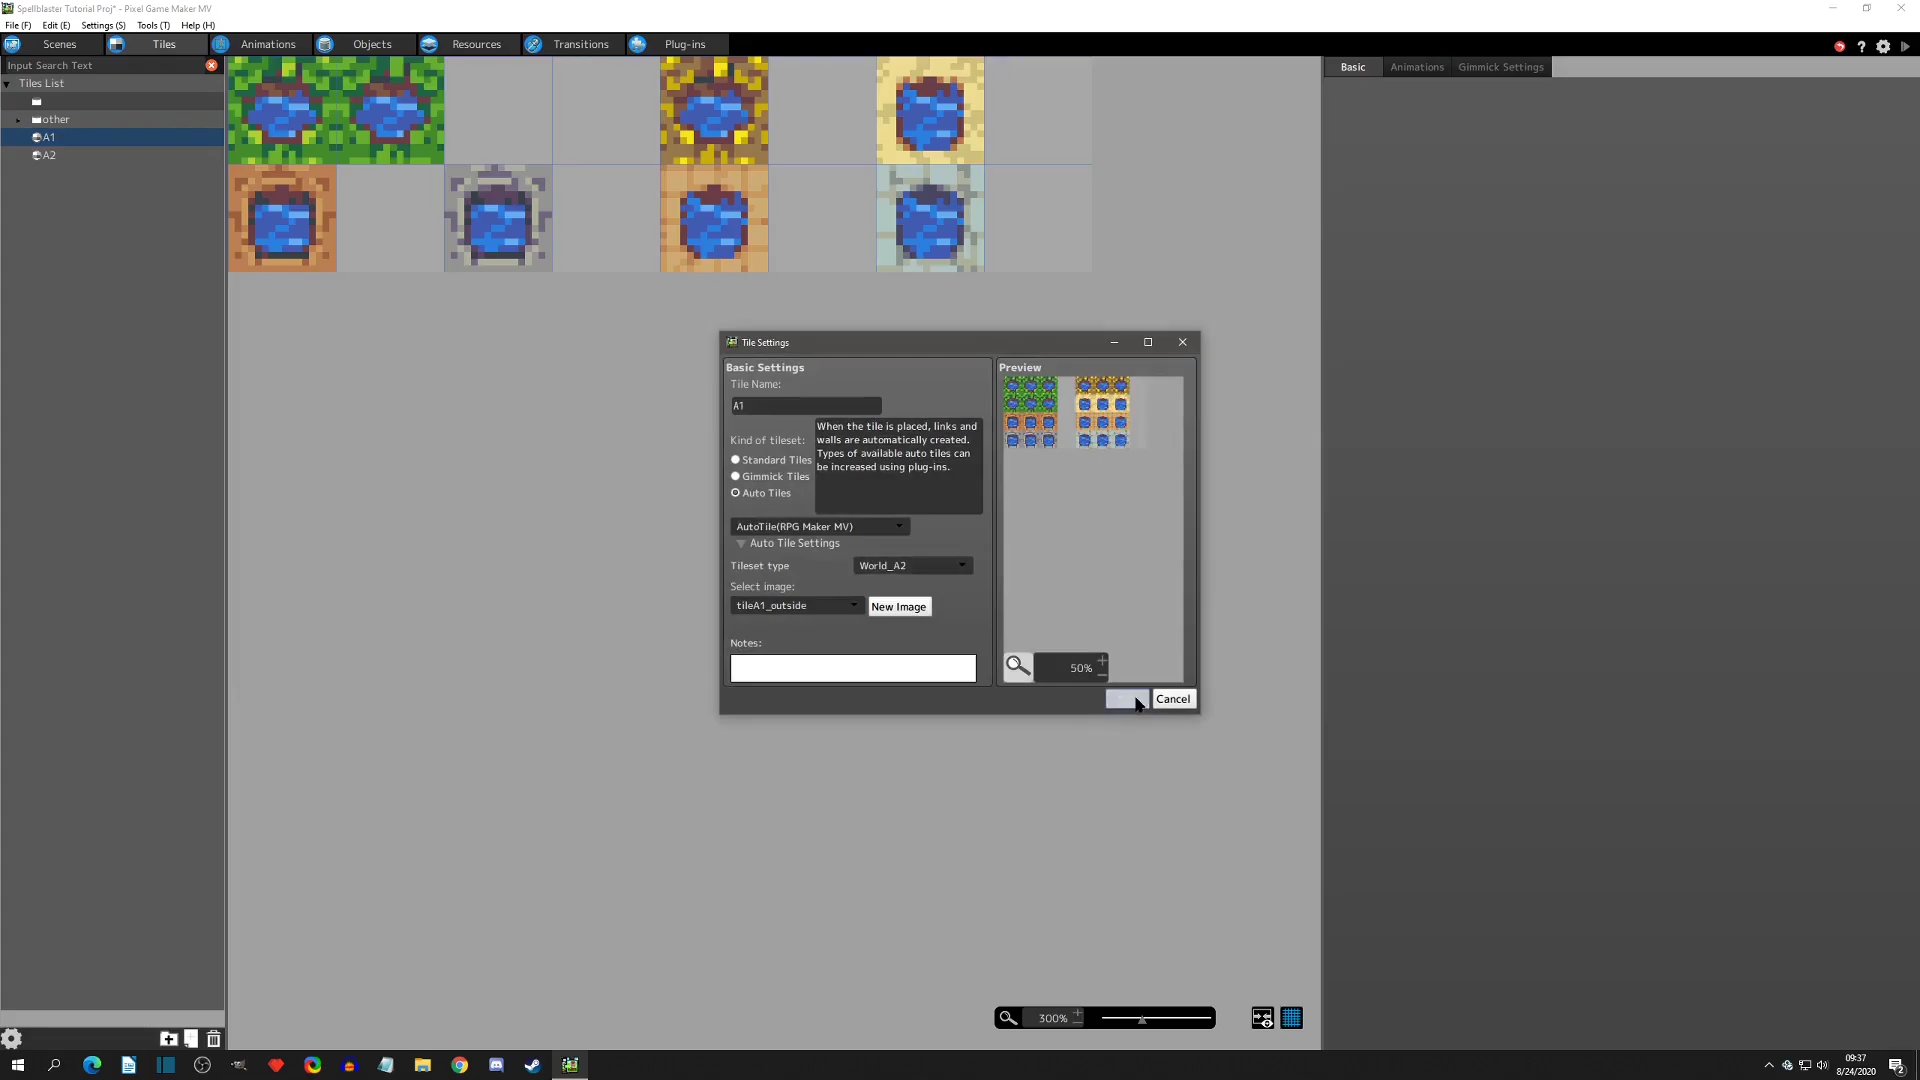 Spellblaster Tutorial Proj* - Pixel Game Maker MV
File (F) Edit (E) Settings (S) Tools (T) Help (H)
Scenes Tiles Animations Objects Resources Transitions Plug-ins
Input Search Text
Tiles List
other
A1
A2
Basic Animations Gimmick Settings
Tile Settings
Basic Settings
Tile Name:
A1
Kind of tileset:
Standard Tiles
Gimmick Tiles
Auto Tiles
When the tile is placed, links and
walls are automatically created.
Types of available auto tiles can
be increased using plug-ins.
AutoTile(RPG Maker MV)
Auto Tile Settings
Tileset type World_A2
Select image:
tileA1_outside New Image
Notes:
Preview
50%
Cancel
300%
09:37
8/24/2020
2